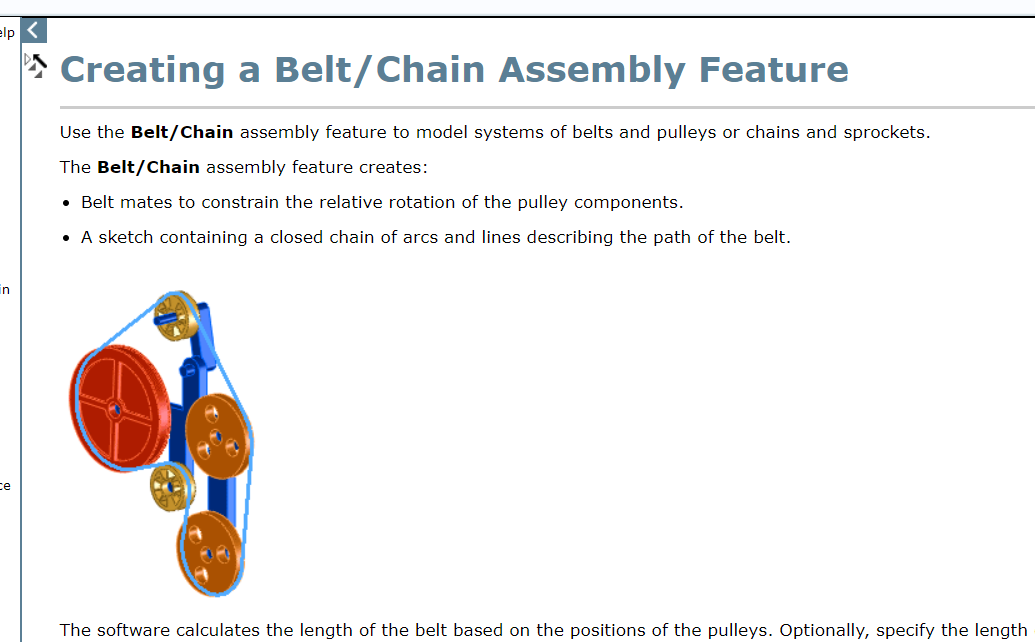 Creating a Belt/Chain Assembly Feature
Use the Belt/Chain assembly feature to model systems of belts and pulleys or chains and sprockets.
The Belt/Chain assembly feature creates:
• Belt mates to constrain the relative rotation of the pulley components.
• A sketch containing a closed chain of arcs and lines describing the path of the belt.
The software calculates the length of the belt based on the positions of the pulleys. Optionally, specify the length